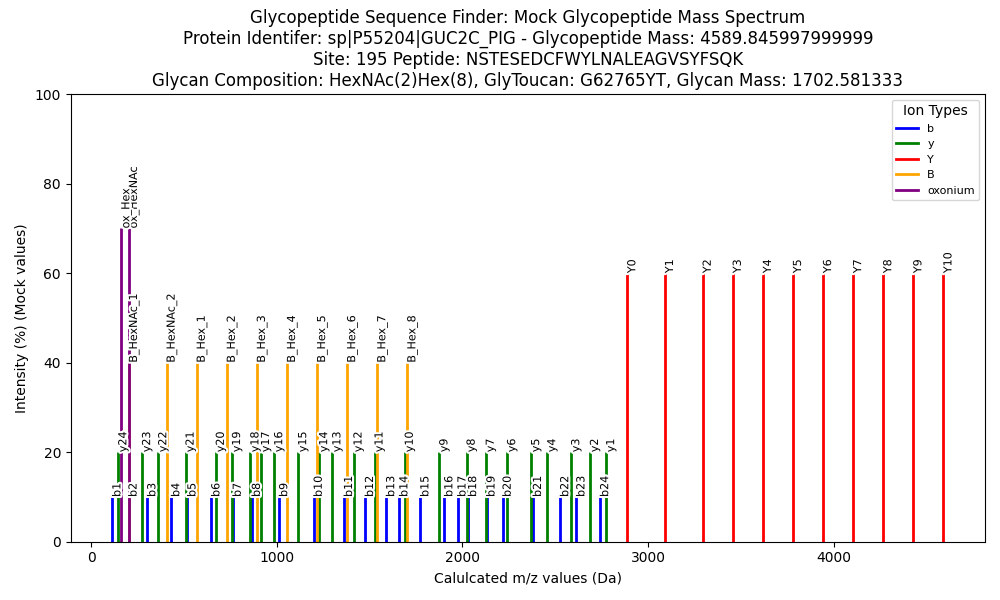 Glycopeptide Sequence Finder: Mock Glycopeptide Mass Spectrum
Protein Identifer: sp|P55204|GUC2C_PIG - Glycopeptide Mass: 4589.845997999999
Site: 195 Peptide: NSTESEDCFWYLNALEAGVSYFSQK
Glycan Composition: HexNAc(2)Hex(8), GlyToucan: G62765YT, Glycan Mass: 1702.581333
Intensity (%) (Mock values)
100
80
60
40
20
0
Ion Types
b
y
Y
B
oxonium
ox_Hex
ox_HexNAc
Y0
Y1
Y2
Y3
Y4
Y5
Y6
Y7
Y8
Y9
Y10
B_HexNAc_1
B_HexNAc_2
B_Hex_1
B_Hex_2
B_Hex_3
B_Hex_4
B_Hex_5
B_Hex_6
B_Hex_7
B_Hex_8
y24
y23
y22
y21
y20
y19
y18
y17
y16
y15
y14
y13
y12
y11
y10
y9
y8
y7
y6
y5
y4
y3
y2
y1
b1
b2
b3
b4
b5
b6
b7
b8
b9
b10
b11
b12
b13
b14
b15
b16
b17
b18
b19
b20
b21
b22
b23
b24
0
1000
2000
3000
4000
Calulcated m/z values (Da)